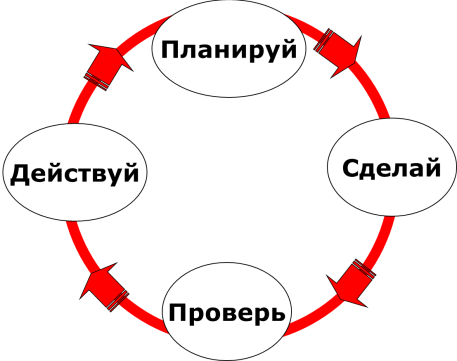 Планируй
Сделай
Проверь
Действуй